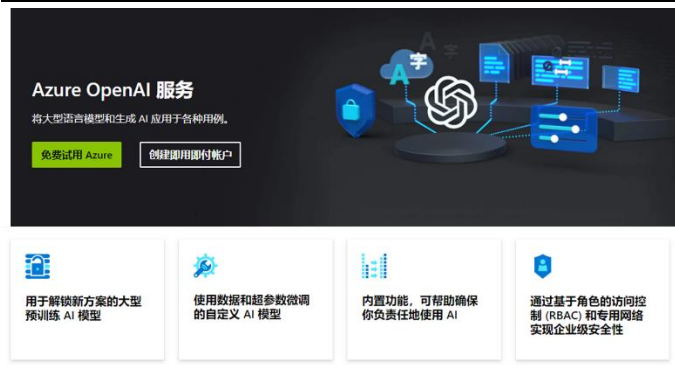 Azure OpenAI 服务
将大型语言模型和生成 AI 应用于各种用例。
免费试用 Azure
创建即用即付帐户
A
字
A
字
用于解锁新方案的大型
预训练 AI 模型
使用数据和超参数微调
的自定义 AI 模型
内置功能，可帮助确保
你负责任地使用 AI
通过基于角色的访问控
制 (RBAC) 和专用网络
实现企业级安全性